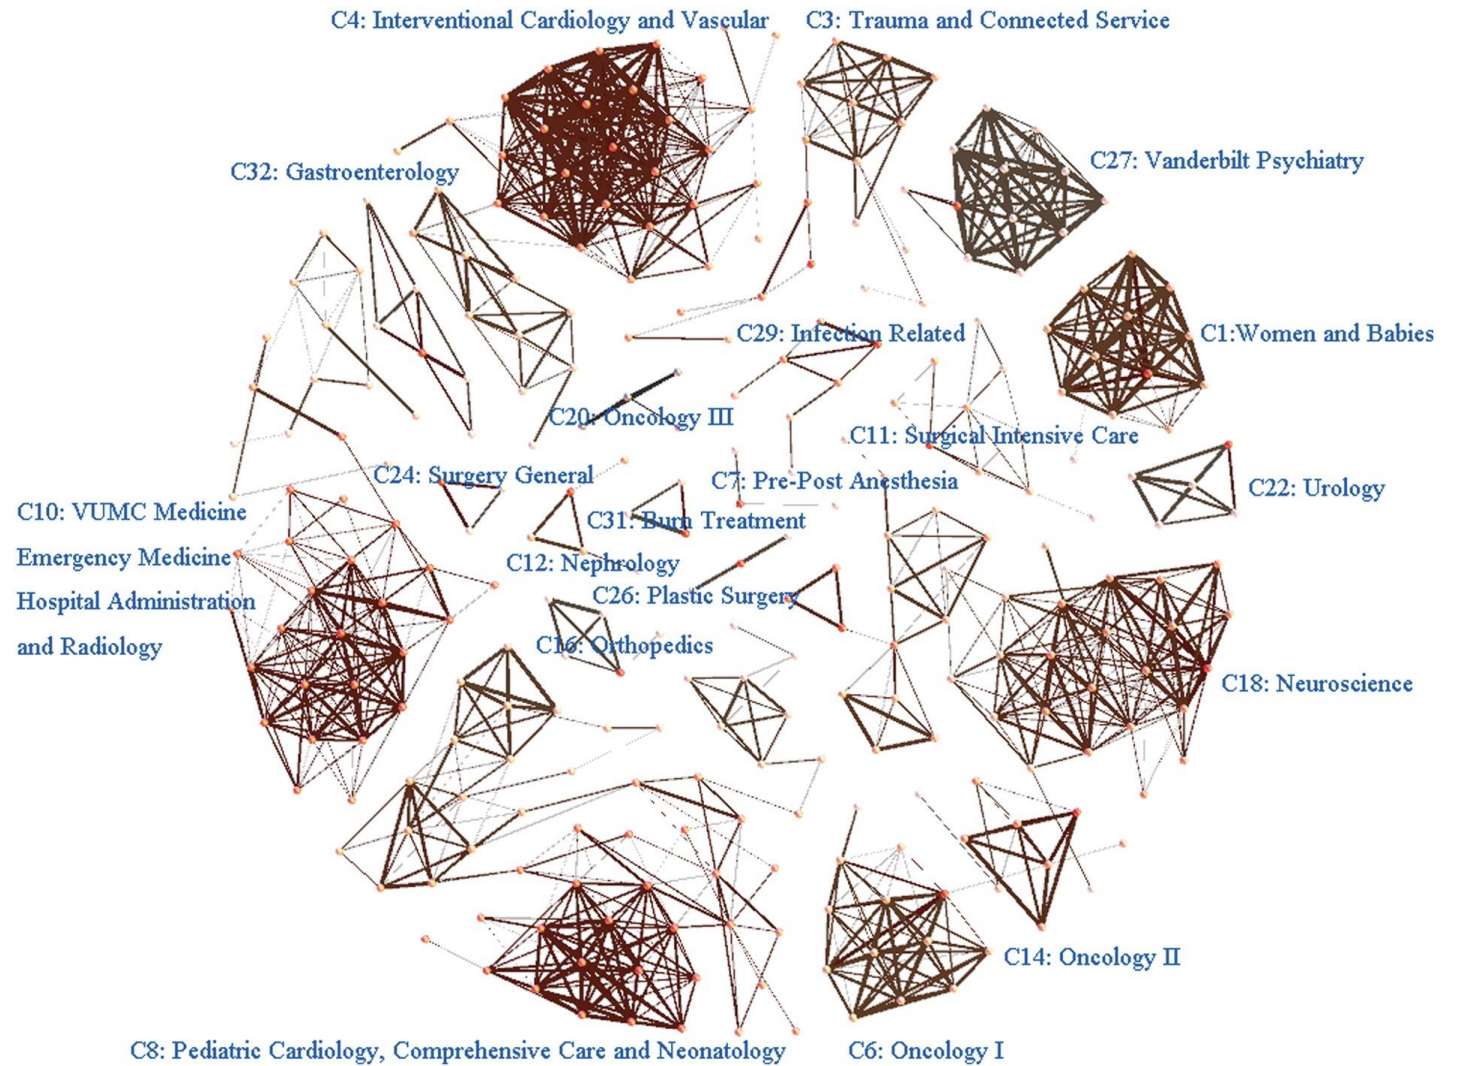 C4: Interventional Cardiology and Vascular
C3: Trauma and Connected Service
C27: Vanderbilt Psychiatry
C32: Gastroenterology
C29: Infection Related
C1:Women and Babies
C20: Oncology III
C11: Surgical Intensive Care
C24: Surgery General
C7: Pre-Post Anesthesia
C22: Urology
C10: VUMC Medicine
Emergency Medicine
Hospital Administration
and Radiology
C31: Burn Treatment
C12: Nephrology
C26: Plastic Surgery
C16: Orthopedics
C18: Neuroscience
C14: Oncology II
C8: Pediatric Cardiology, Comprehensive Care and Neonatology
C6: Oncology I